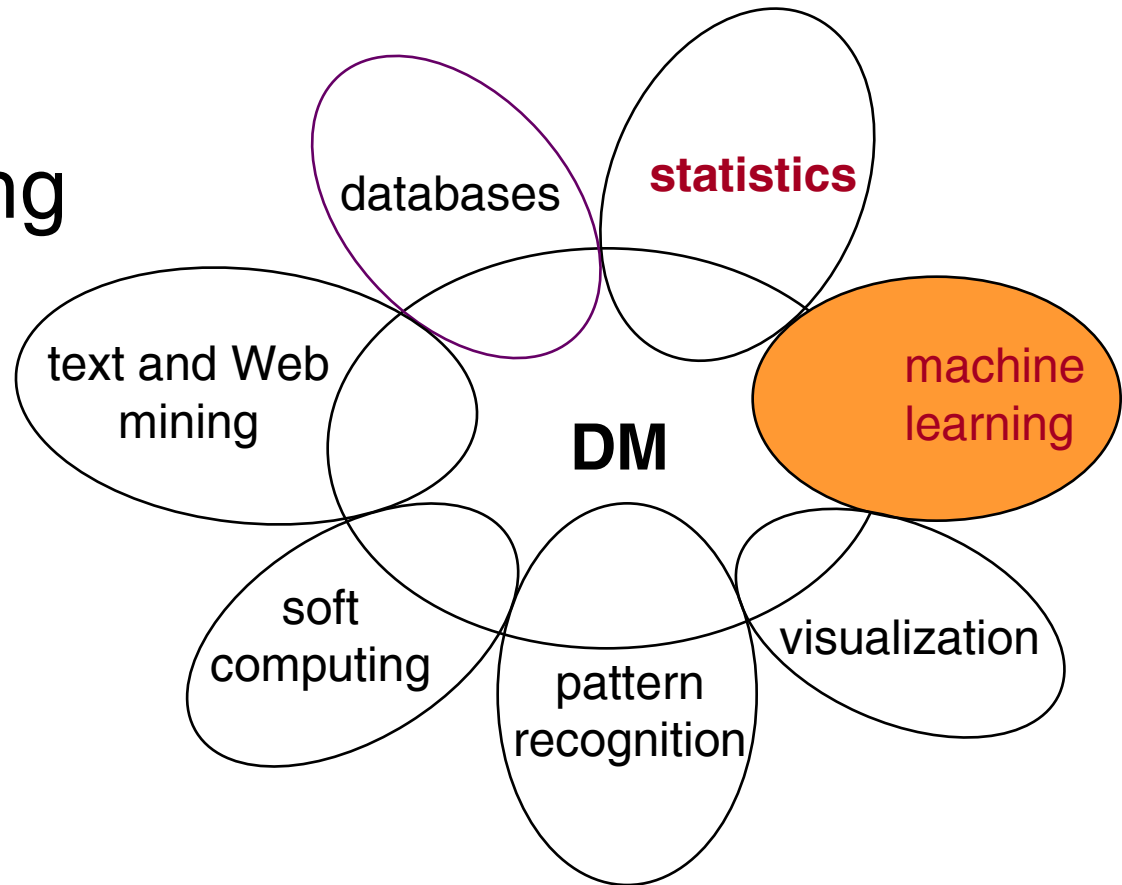 ng
databases
statistics
text and Web
mining
machine
learning
DM
soft
computing
pattern
recognition
visualization